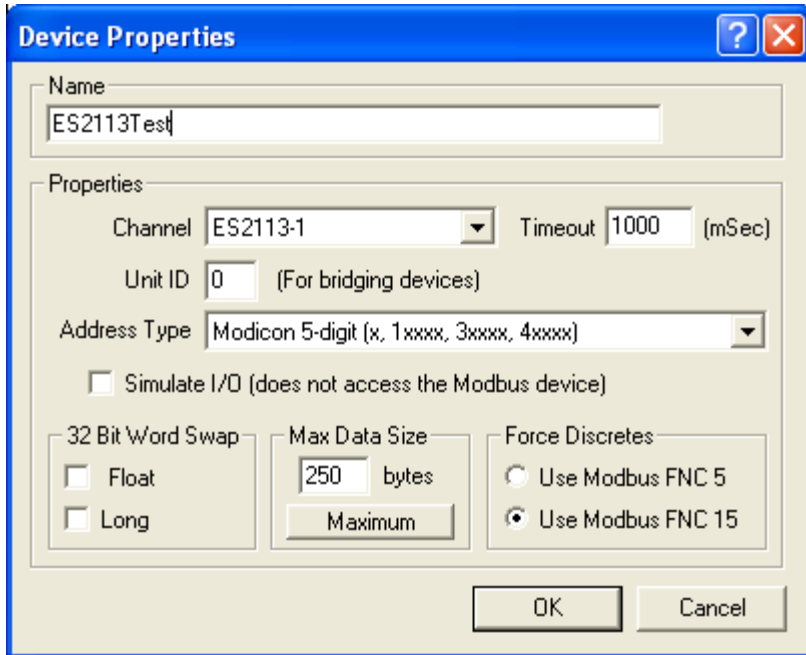 Device Properties
Name
ES2113Test
Properties
Channel ES2113-1 Timeout 1000 (mSec)
Unit ID 0 (For bridging devices)
Address Type Modicon 5-digit (x, 1xxxx, 3xxxx, 4xxxx)
Simulate I/O (does not access the Modbus device)
32 Bit Word Swap Max Data Size Force Discretes
Float 250 bytes Use Modbus FNC 5
Long Maximum Use Modbus FNC 15
OK Cancel